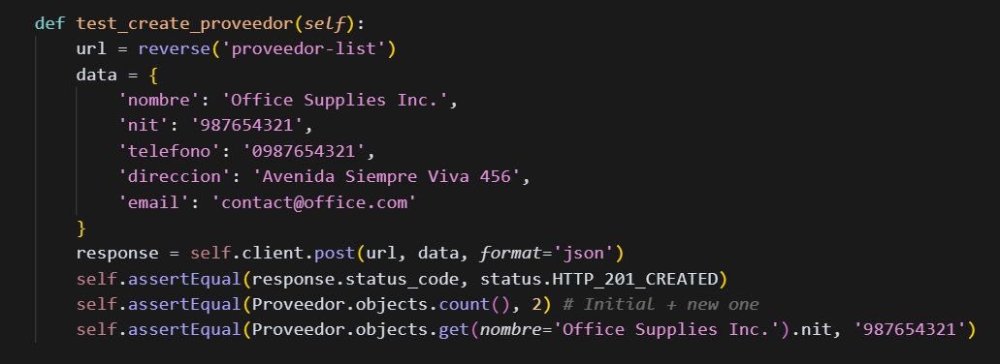 def test_create_proveedor(self):
    url = reverse('proveedor-list')
    data = {
        'nombre': 'Office Supplies Inc.',
        'nit': '987654321',
        'telefono': '0987654321',
        'direccion': 'Avenida Siempre Viva 456',
        'email': 'contact@office.com'
    }
    response = self.client.post(url, data, format='json')
    self.assertEqual(response.status_code, status.HTTP_201_CREATED)
    self.assertEqual(Proveedor.objects.count(), 2) # Initial + new one
    self.assertEqual(Proveedor.objects.get(nombre='Office Supplies Inc.').nit, '987654321')